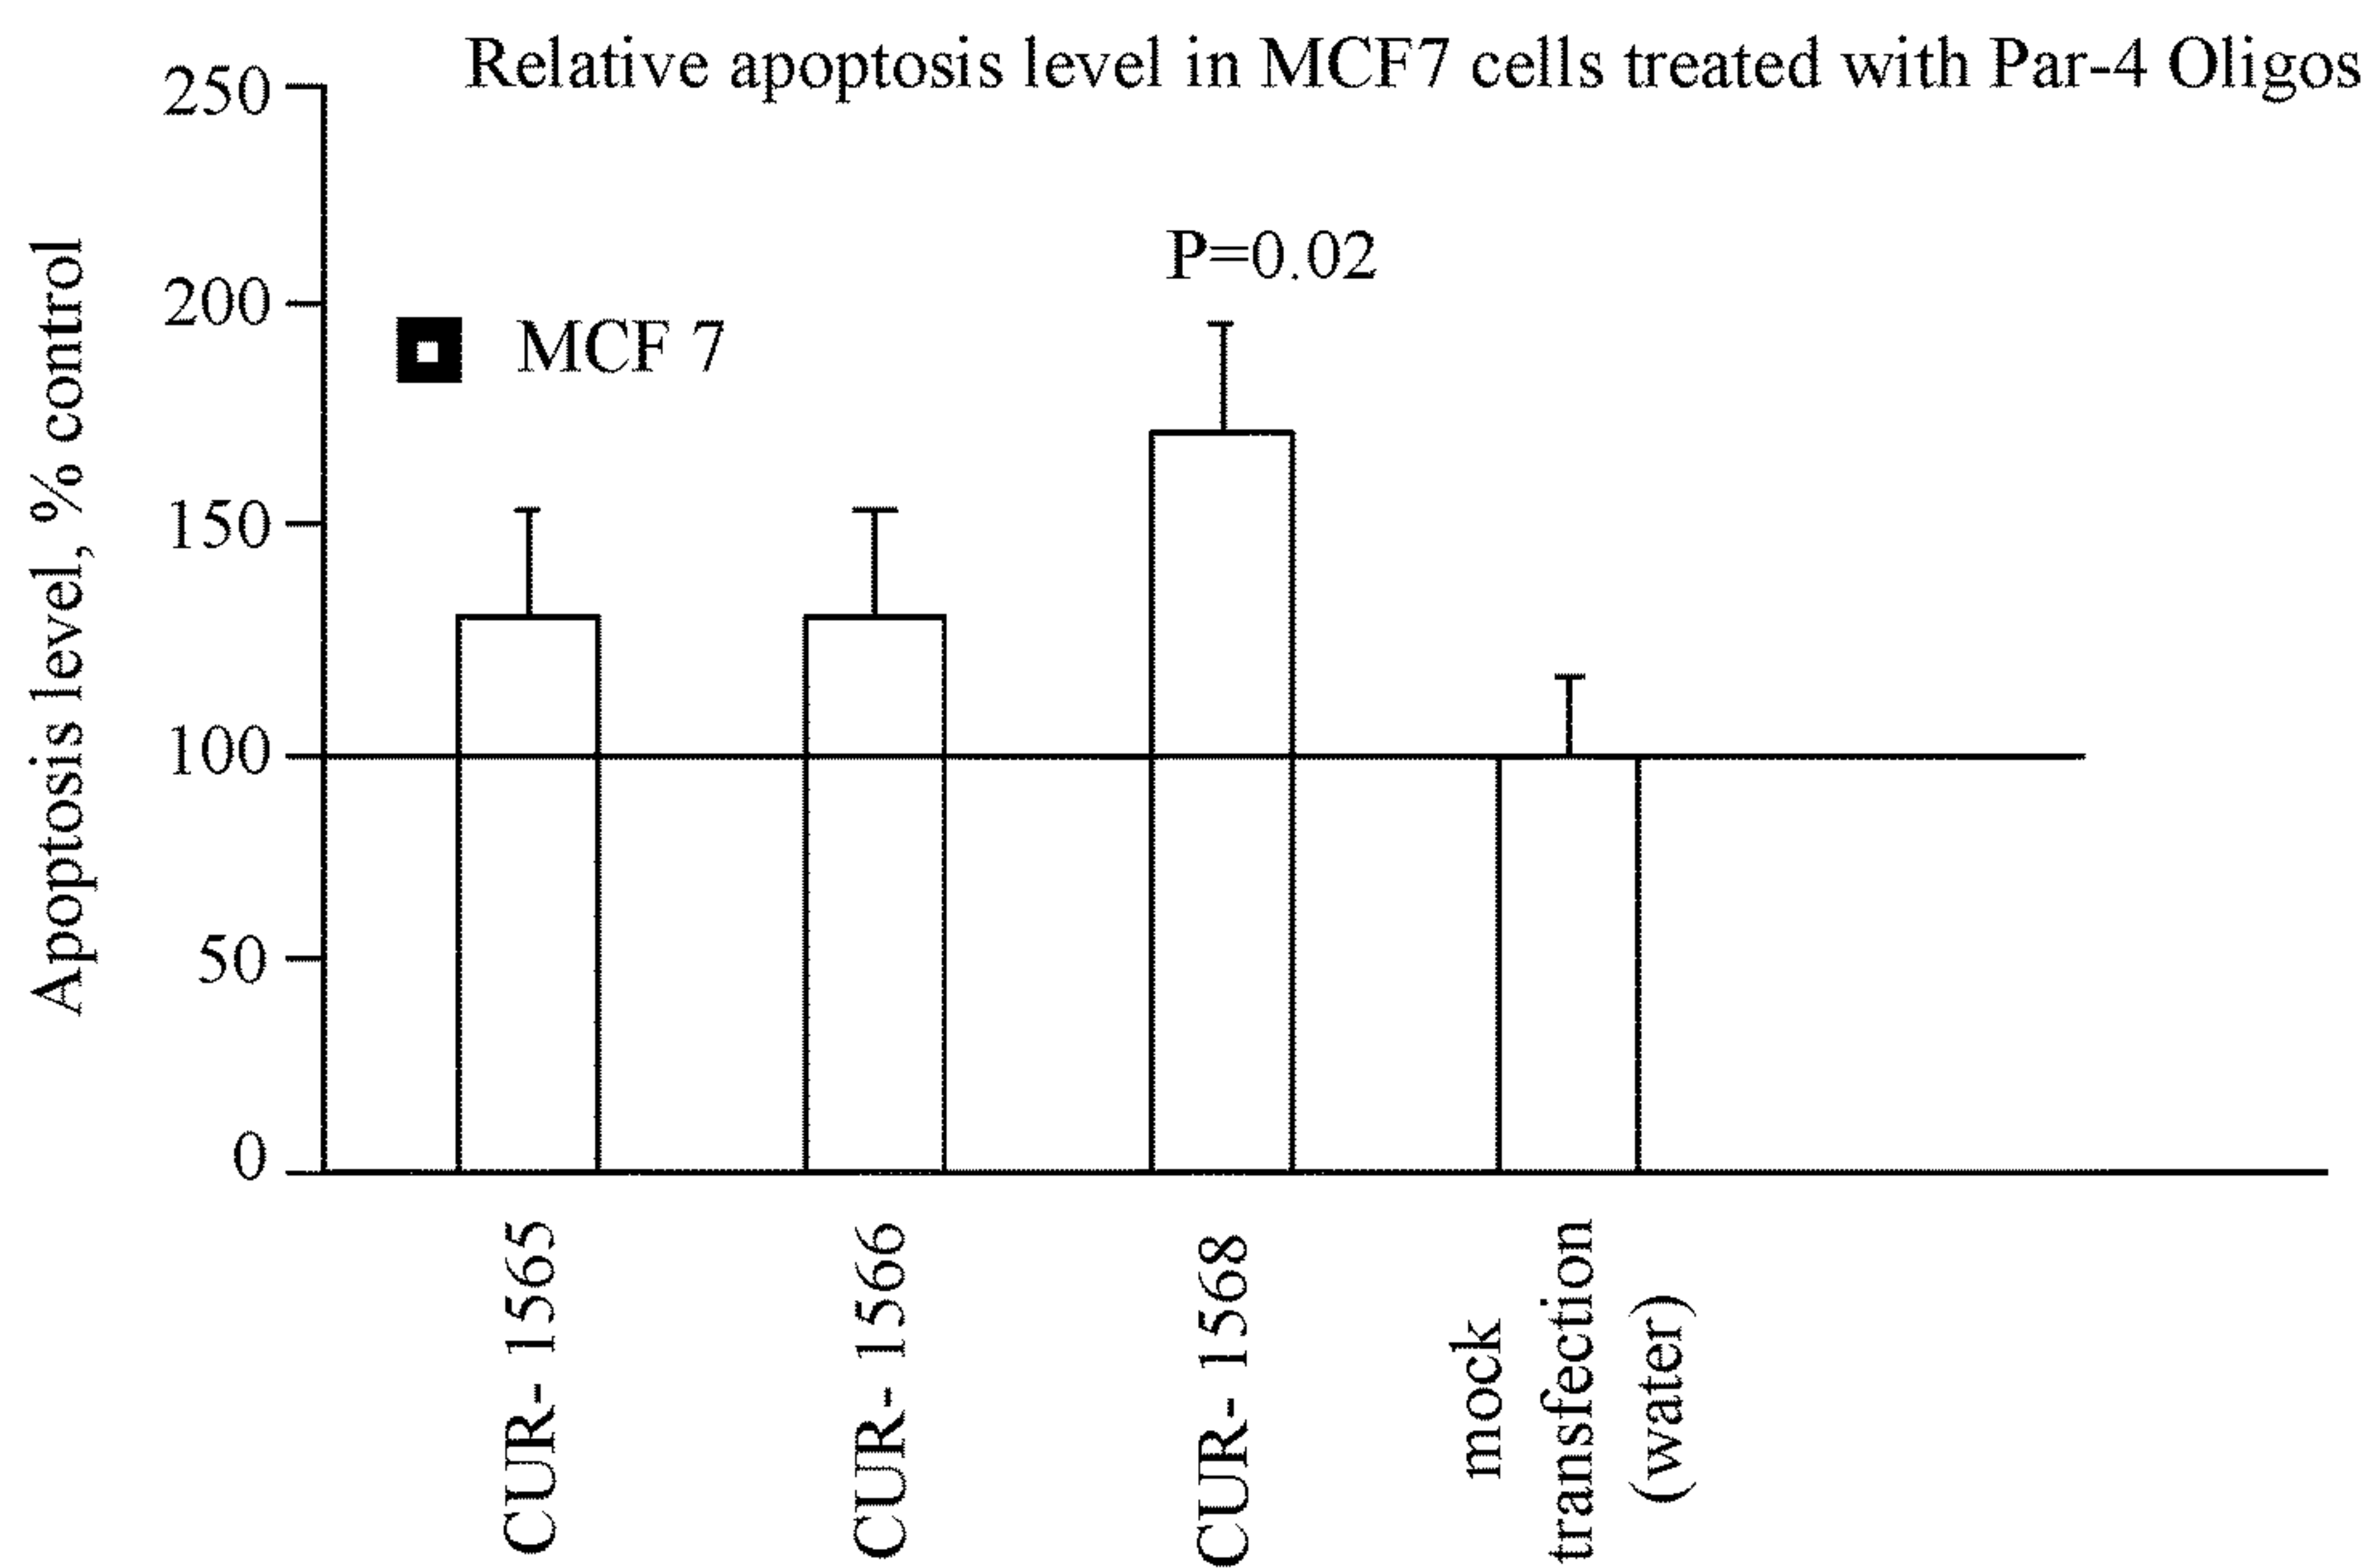 Relative apoptosis level in MCF7 cells treated with Par-4 Oligos
Apoptosis level, % control
250
200
150
100
50
0
MCF 7
P=0.02
CUR- 1565
CUR- 1566
CUR- 1568
mock
transfection
(water)